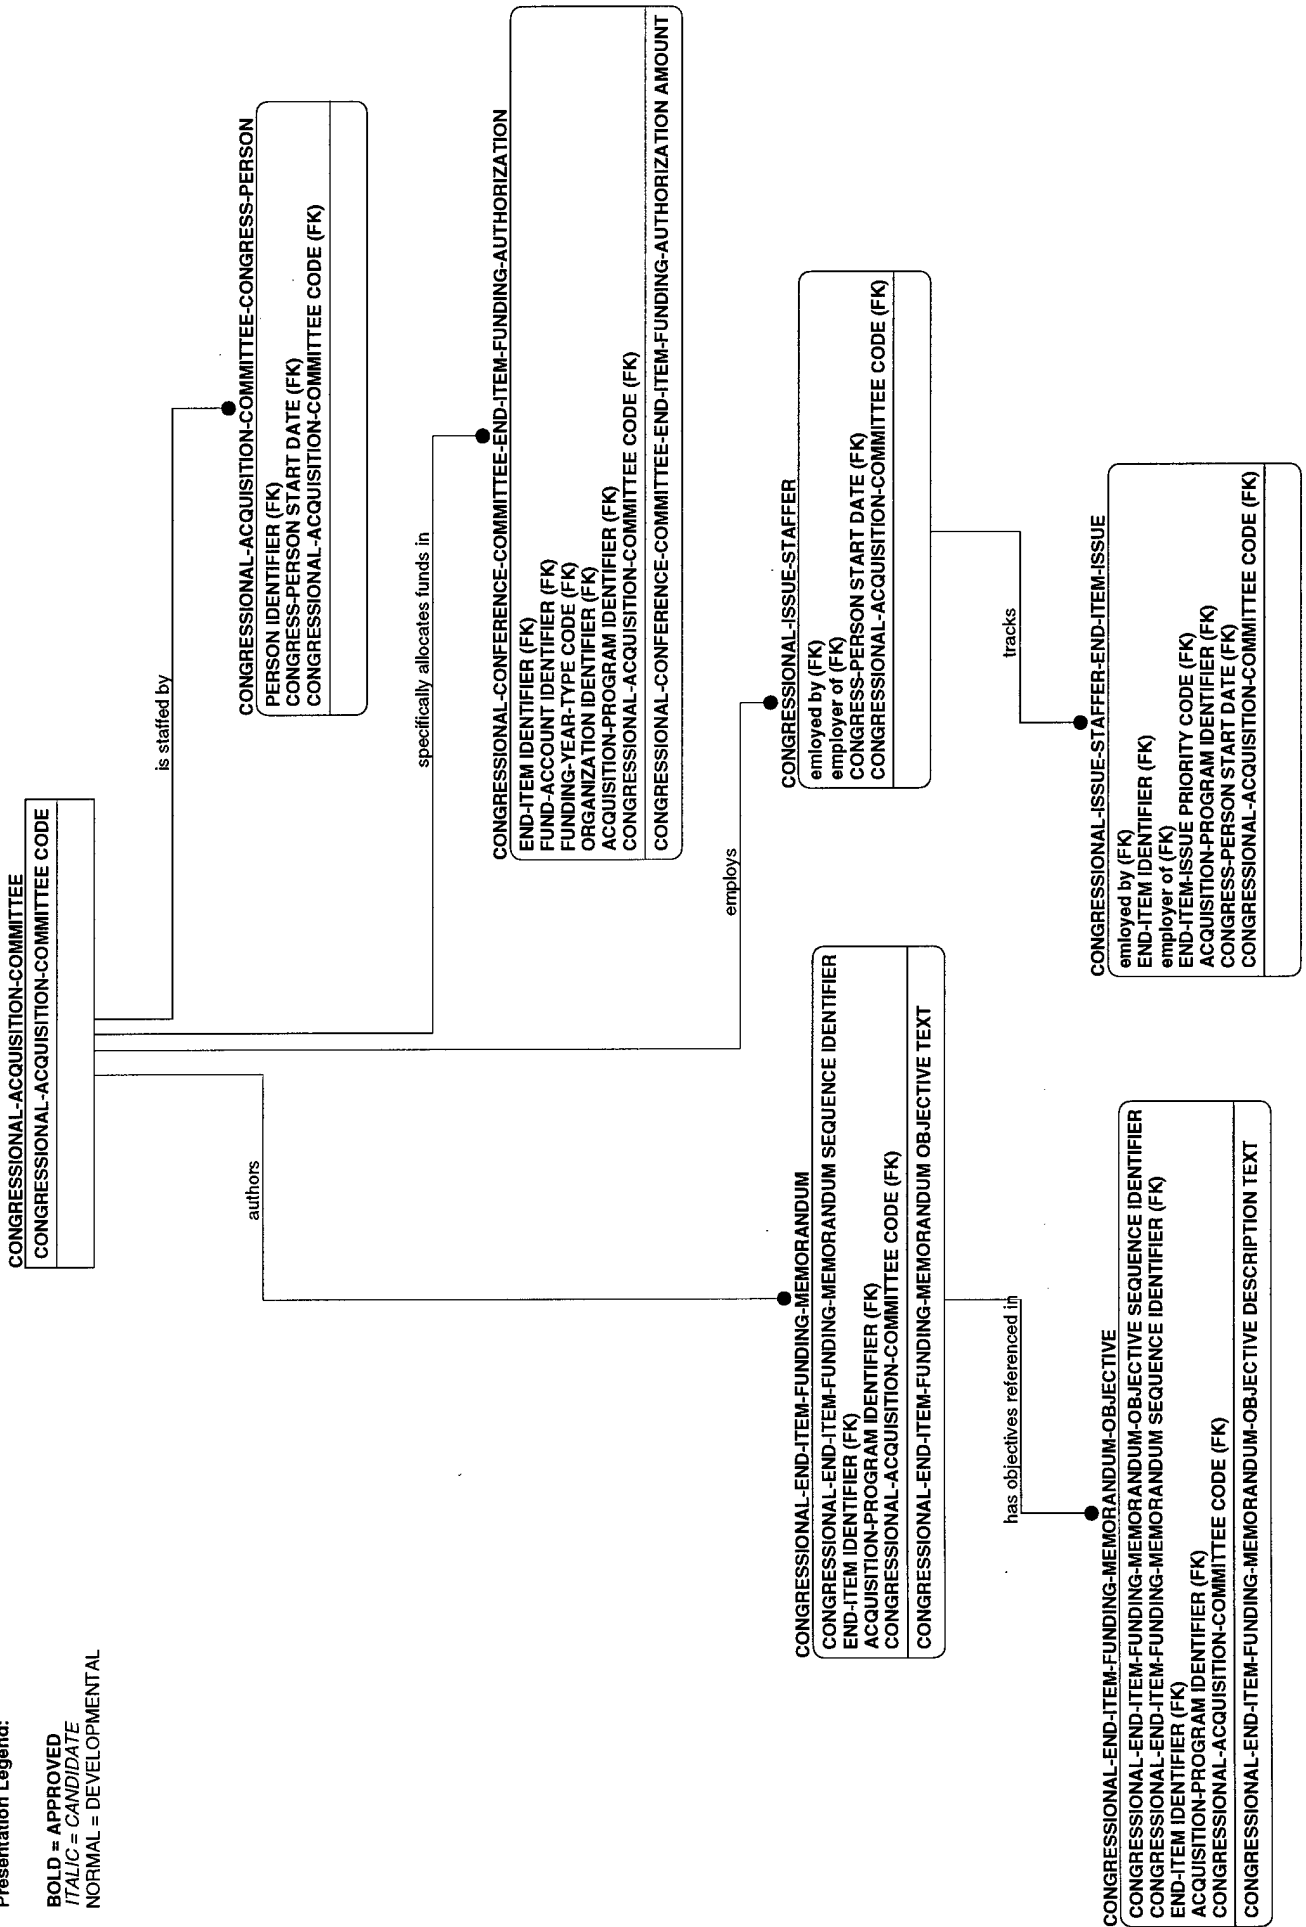 Presentation Legend:
BOLD = APPROVED
ITALIC = CANDIDATE
NORMAL = DEVELOPMENTAL
CONGRESSIONAL-ACQUISITION-COMMITTEE
CONGRESSIONAL-ACQUISITION-COMMITTEE CODE
authors
is staffed by
specifically allocates funds in
employs
CONGRESSIONAL-ACQUISITION-COMMITTEE-CONGRESS-PERSON
PERSON IDENTIFIER (FK)
CONGRESS-PERSON START DATE (FK)
CONGRESSIONAL-ACQUISITION-COMMITTEE CODE (FK)
CONGRESSIONAL-CONFERENCE-COMMITTEE-END-ITEM-FUNDING-AUTHORIZATION
END-ITEM IDENTIFIER (FK)
FUND-ACCOUNT IDENTIFIER (FK)
FUNDING-YEAR-TYPE CODE (FK)
ORGANIZATION IDENTIFIER (FK)
ACQUISITION-PROGRAM IDENTIFIER (FK)
CONGRESSIONAL-ACQUISITION-COMMITTEE CODE (FK)
CONGRESSIONAL-CONFERENCE-COMMITTEE-END-ITEM-FUNDING-AUTHORIZATION AMOUNT
CONGRESSIONAL-END-ITEM-FUNDING-MEMORANDUM
CONGRESSIONAL-END-ITEM-FUNDING-MEMORANDUM SEQUENCE IDENTIFIER
END-ITEM IDENTIFIER (FK)
ACQUISITION-PROGRAM IDENTIFIER (FK)
CONGRESSIONAL-ACQUISITION-COMMITTEE CODE (FK)
CONGRESSIONAL-END-ITEM-FUNDING-MEMORANDUM OBJECTIVE TEXT
CONGRESSIONAL-ISSUE-STAFFER
emloyed by (FK)
employer of (FK)
CONGRESS-PERSON START DATE (FK)
CONGRESSIONAL-ACQUISITION-COMMITTEE CODE (FK)
has objectives referenced in
tracks
CONGRESSIONAL-END-ITEM-FUNDING-MEMORANDUM-OBJECTIVE
CONGRESSIONAL-END-ITEM-FUNDING-MEMORANDUM-OBJECTIVE SEQUENCE IDENTIFIER
CONGRESSIONAL-END-ITEM-FUNDING-MEMORANDUM SEQUENCE IDENTIFIER (FK)
END-ITEM IDENTIFIER (FK)
ACQUISITION-PROGRAM IDENTIFIER (FK)
CONGRESSIONAL-ACQUISITION-COMMITTEE CODE (FK)
CONGRESSIONAL-END-ITEM-FUNDING-MEMORANDUM-OBJECTIVE DESCRIPTION TEXT
CONGRESSIONAL-ISSUE-STAFFER-END-ITEM-ISSUE
emloyed by (FK)
END-ITEM IDENTIFIER (FK)
employer of (FK)
END-ITEM-ISSUE PRIORITY CODE (FK)
ACQUISITION-PROGRAM IDENTIFIER (FK)
CONGRESS-PERSON START DATE (FK)
CONGRESSIONAL-ACQUISITION-COMMITTEE CODE (FK)